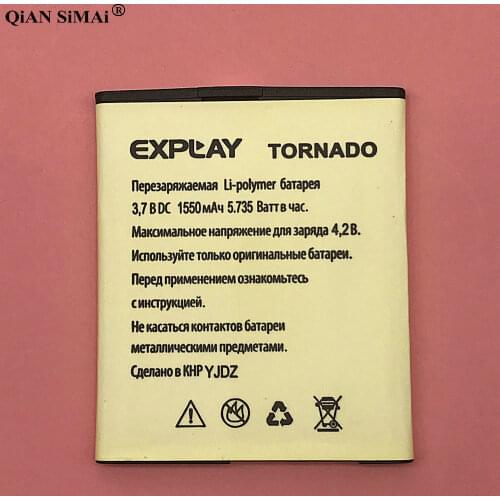 QiAN SiMAi®
EXPLAY TORNADO
Перезаряжаемая Li-polymer батарея
3,7 В DC 1550 мАч 5.735 Ватт в час.
Максимальное напряжение для заряда 4,2 В.
Используйте только оригинальные батареи.
Перед применением ознакомьтесь
с инструкцией.
Не касаться контактов батареи
металлическими предметами.
Сделано в КНР YJDZ